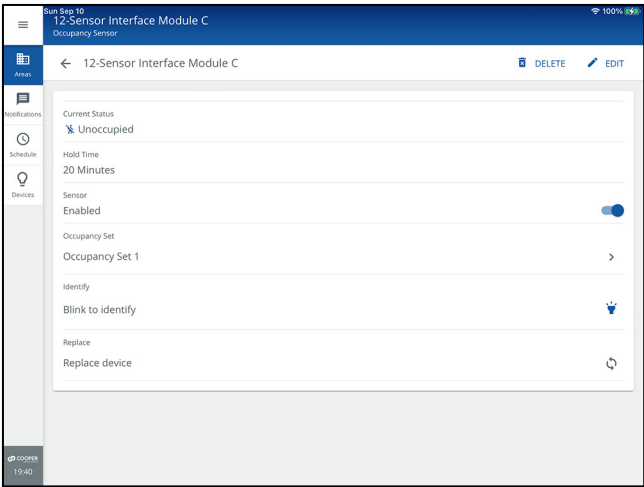 Sun Sep 10
100%
12-Sensor Interface Module C
Occupancy Sensor
12-Sensor Interface Module C
DELETE
EDIT
Areas
Notifications
Schedule
Devices
Current Status
Unoccupied
Hold Time
20 Minutes
Sensor
Enabled
Occupancy Set
Occupancy Set 1
Identify
Blink to identify
Replace
Replace device
COOPER
19:40